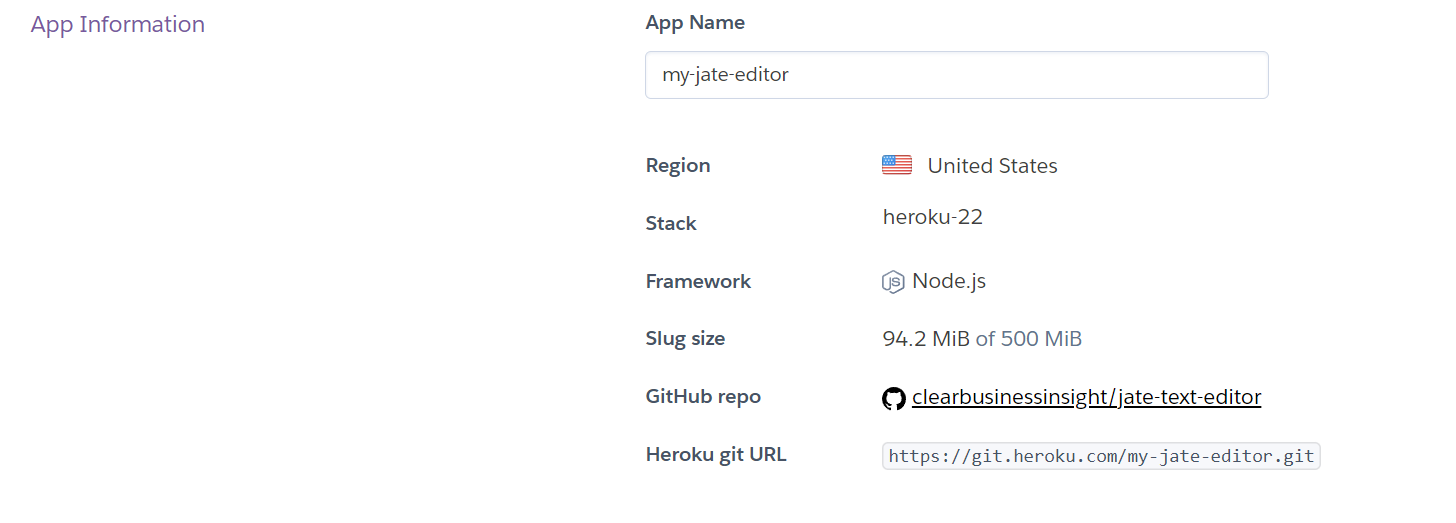 App Information
App Name
my-jate-editor
Region United States
Stack heroku-22
Framework JS Node.js
Slug size 94.2 MiB of 500 MiB
GitHub repo clearbusinessinsight/jate-text-editor
Heroku git URL https://git.heroku.com/my-jate-editor.git